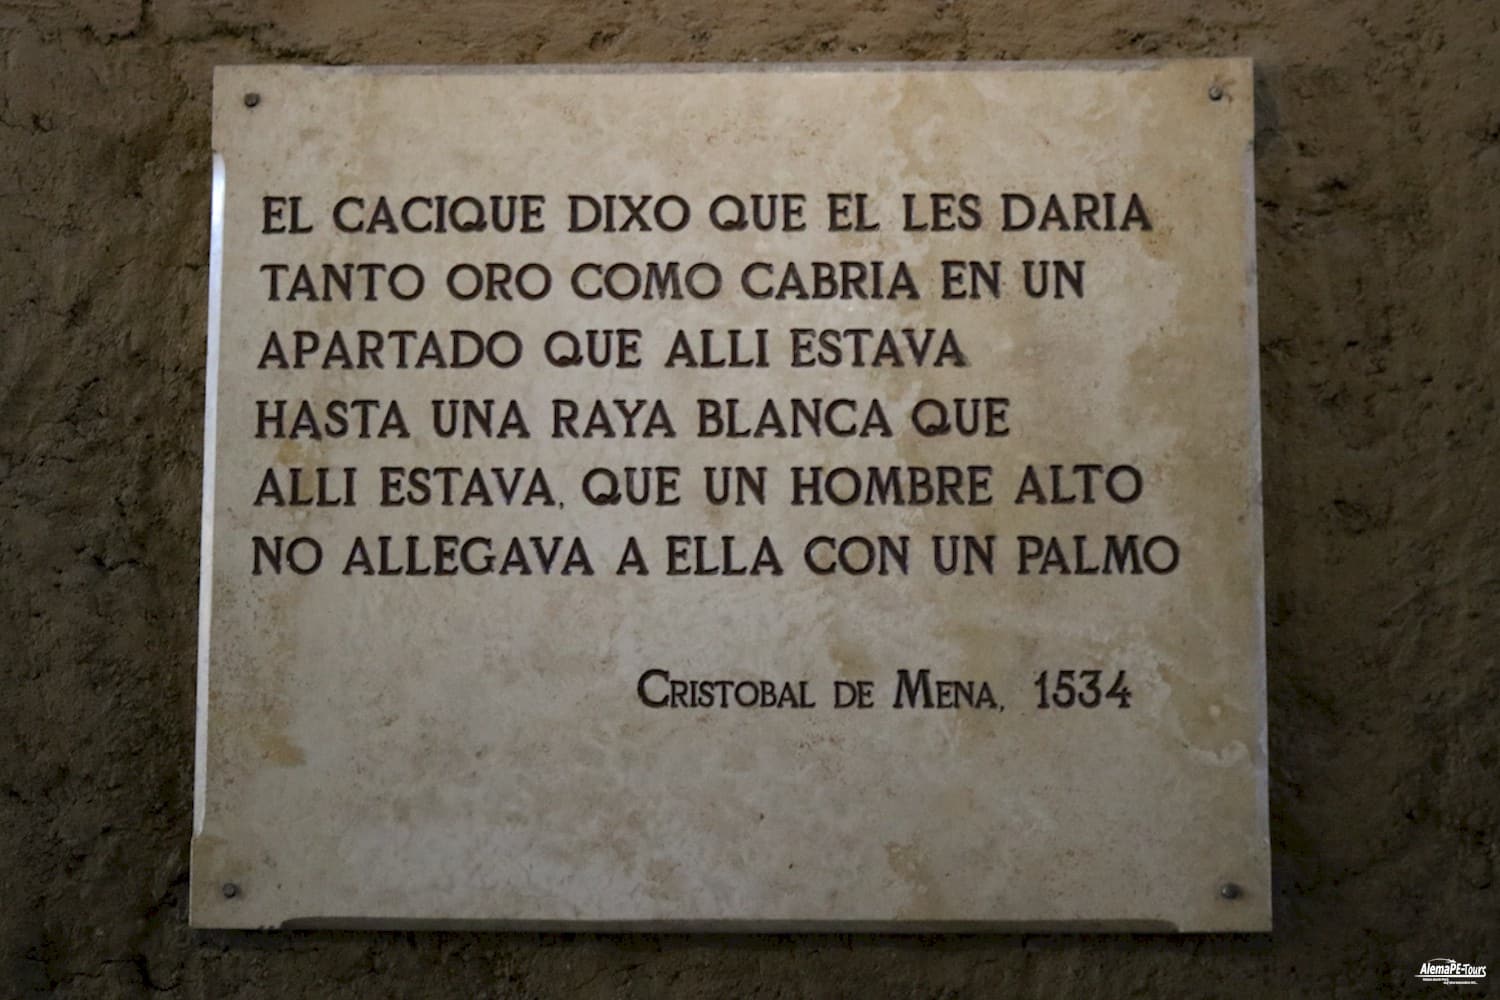 EL CACIQUE DIXO QUE EL LES DARIA
TANTO ORO COMO CABRIA EN UN
APARTADO QUE ALLI ESTAVA
HASTA UNA RAYA BLANCA QUE
ALLI ESTAVA, QUE UN HOMBRE ALTO
NO ALLEGAVA A ELLA CON UN PALMO
CRISTOBAL DE MENA, 1534
AlemaPE-Tours